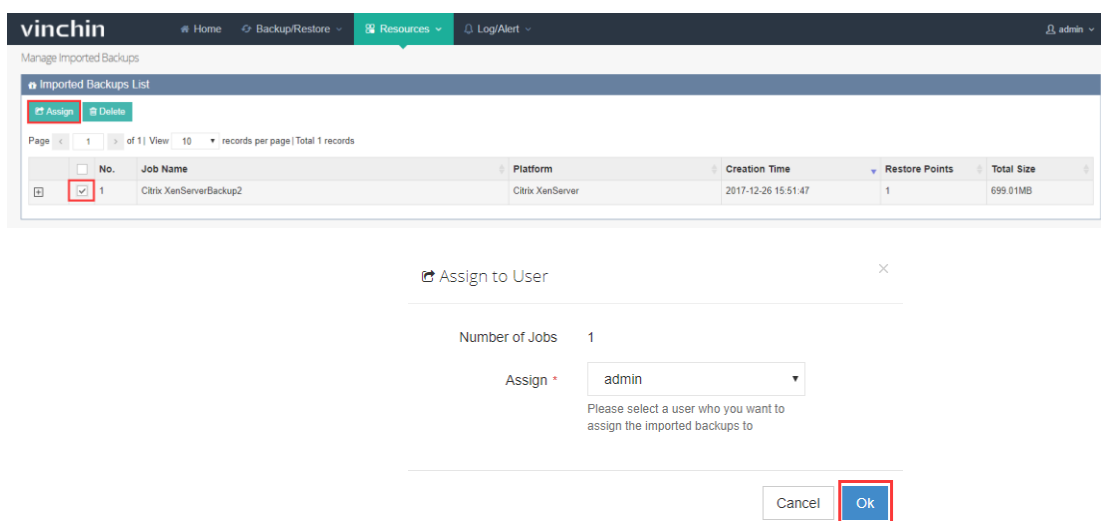 vinchin Home Backup/Restore Resources Log/Alert admin
Manage Imported Backups
Imported Backups List
Assign Delete
Page 1 of 1 | View 10 records per page | Total 1 records
No. Job Name Platform Creation Time Restore Points Total Size
1 Citrix XenServerBackup2 Citrix XenServer 2017-12-26 15:51:47 1 699.01MB
Assign to User
Number of Jobs 1
Assign * admin
Please select a user who you want to
assign the imported backups to
Cancel Ok